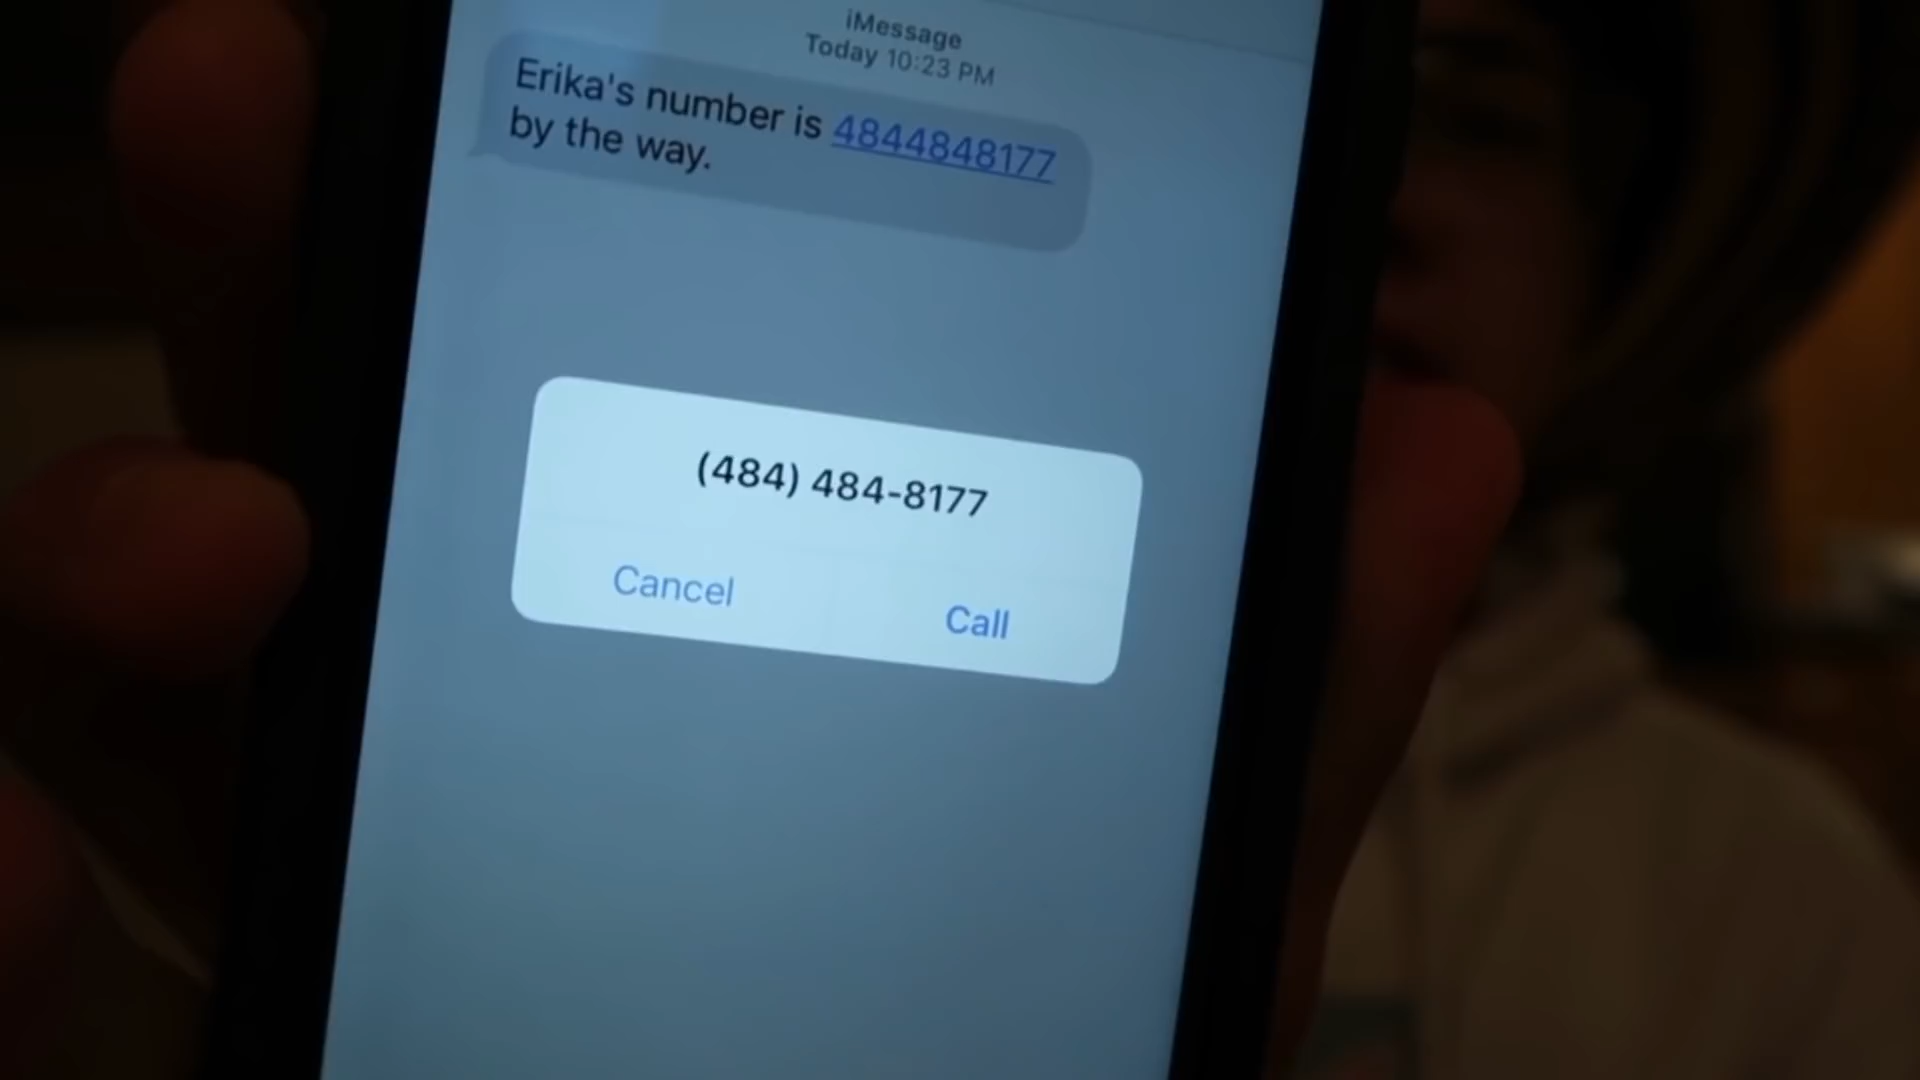 iMessage
Today 10:23 PM
Erika's number is 4844848177
by the way.
(484) 484-8177
Cancel
Call